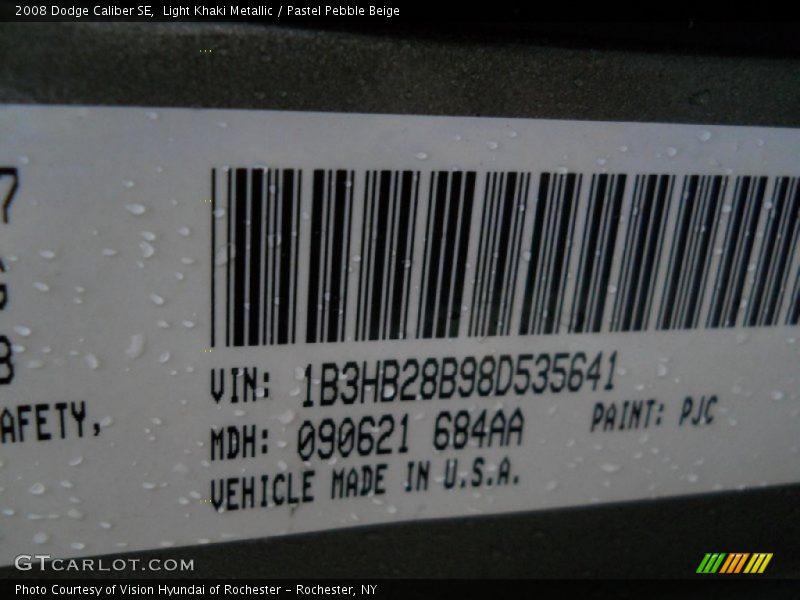 2008 Dodge Caliber SE, Light Khaki Metallic / Pastel Pebble Beige
7
8
AFETY,
VIN: 1B3HB28B98D535641
MDH: 090621 684AA PAINT: PJC
VEHICLE MADE IN U.S.A.
GTCARLOT.COM
Photo Courtesy of Vision Hyundai of Rochester - Rochester, NY